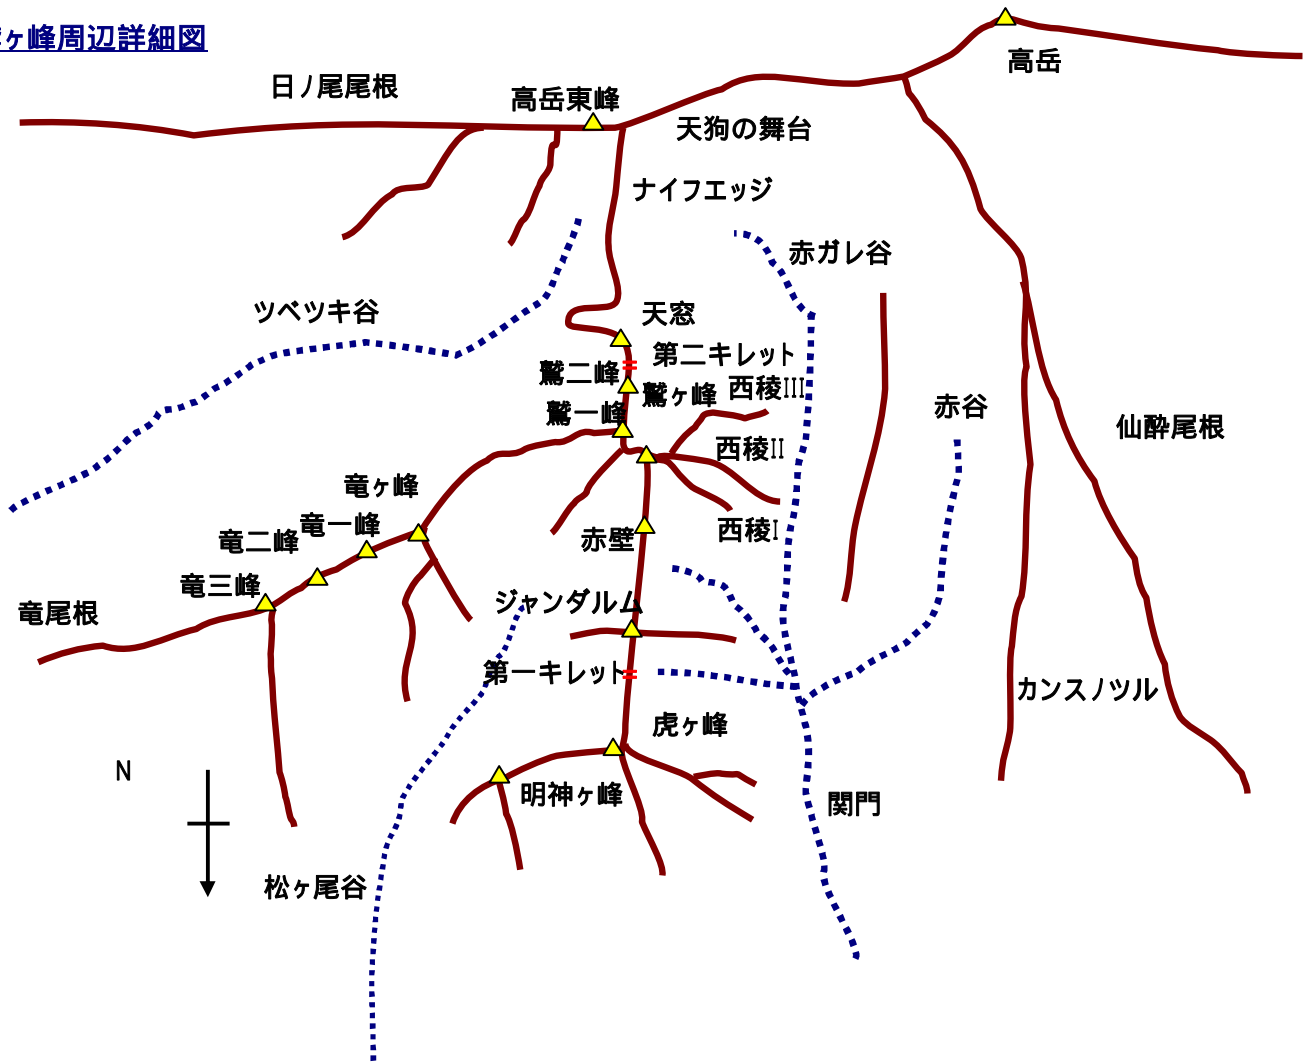 ヶ峰周辺詳細図
高岳
日ノ尾尾根
高岳東峰
天狗の舞台
ナイフエッジ
赤ガレ谷
ツベツキ谷
天窓
第二キレット
鷲二峰
鷲ヶ峰
西稜III
鷲一峰
赤谷
仙酔尾根
西稜II
竜ヶ峰
竜一峰
西稜I
竜二峰
赤壁
竜三峰
竜尾根
ジャンダルム
第一キレット
カンスノツル
虎ヶ峰
N
明神ヶ峰
関門
松ヶ尾谷